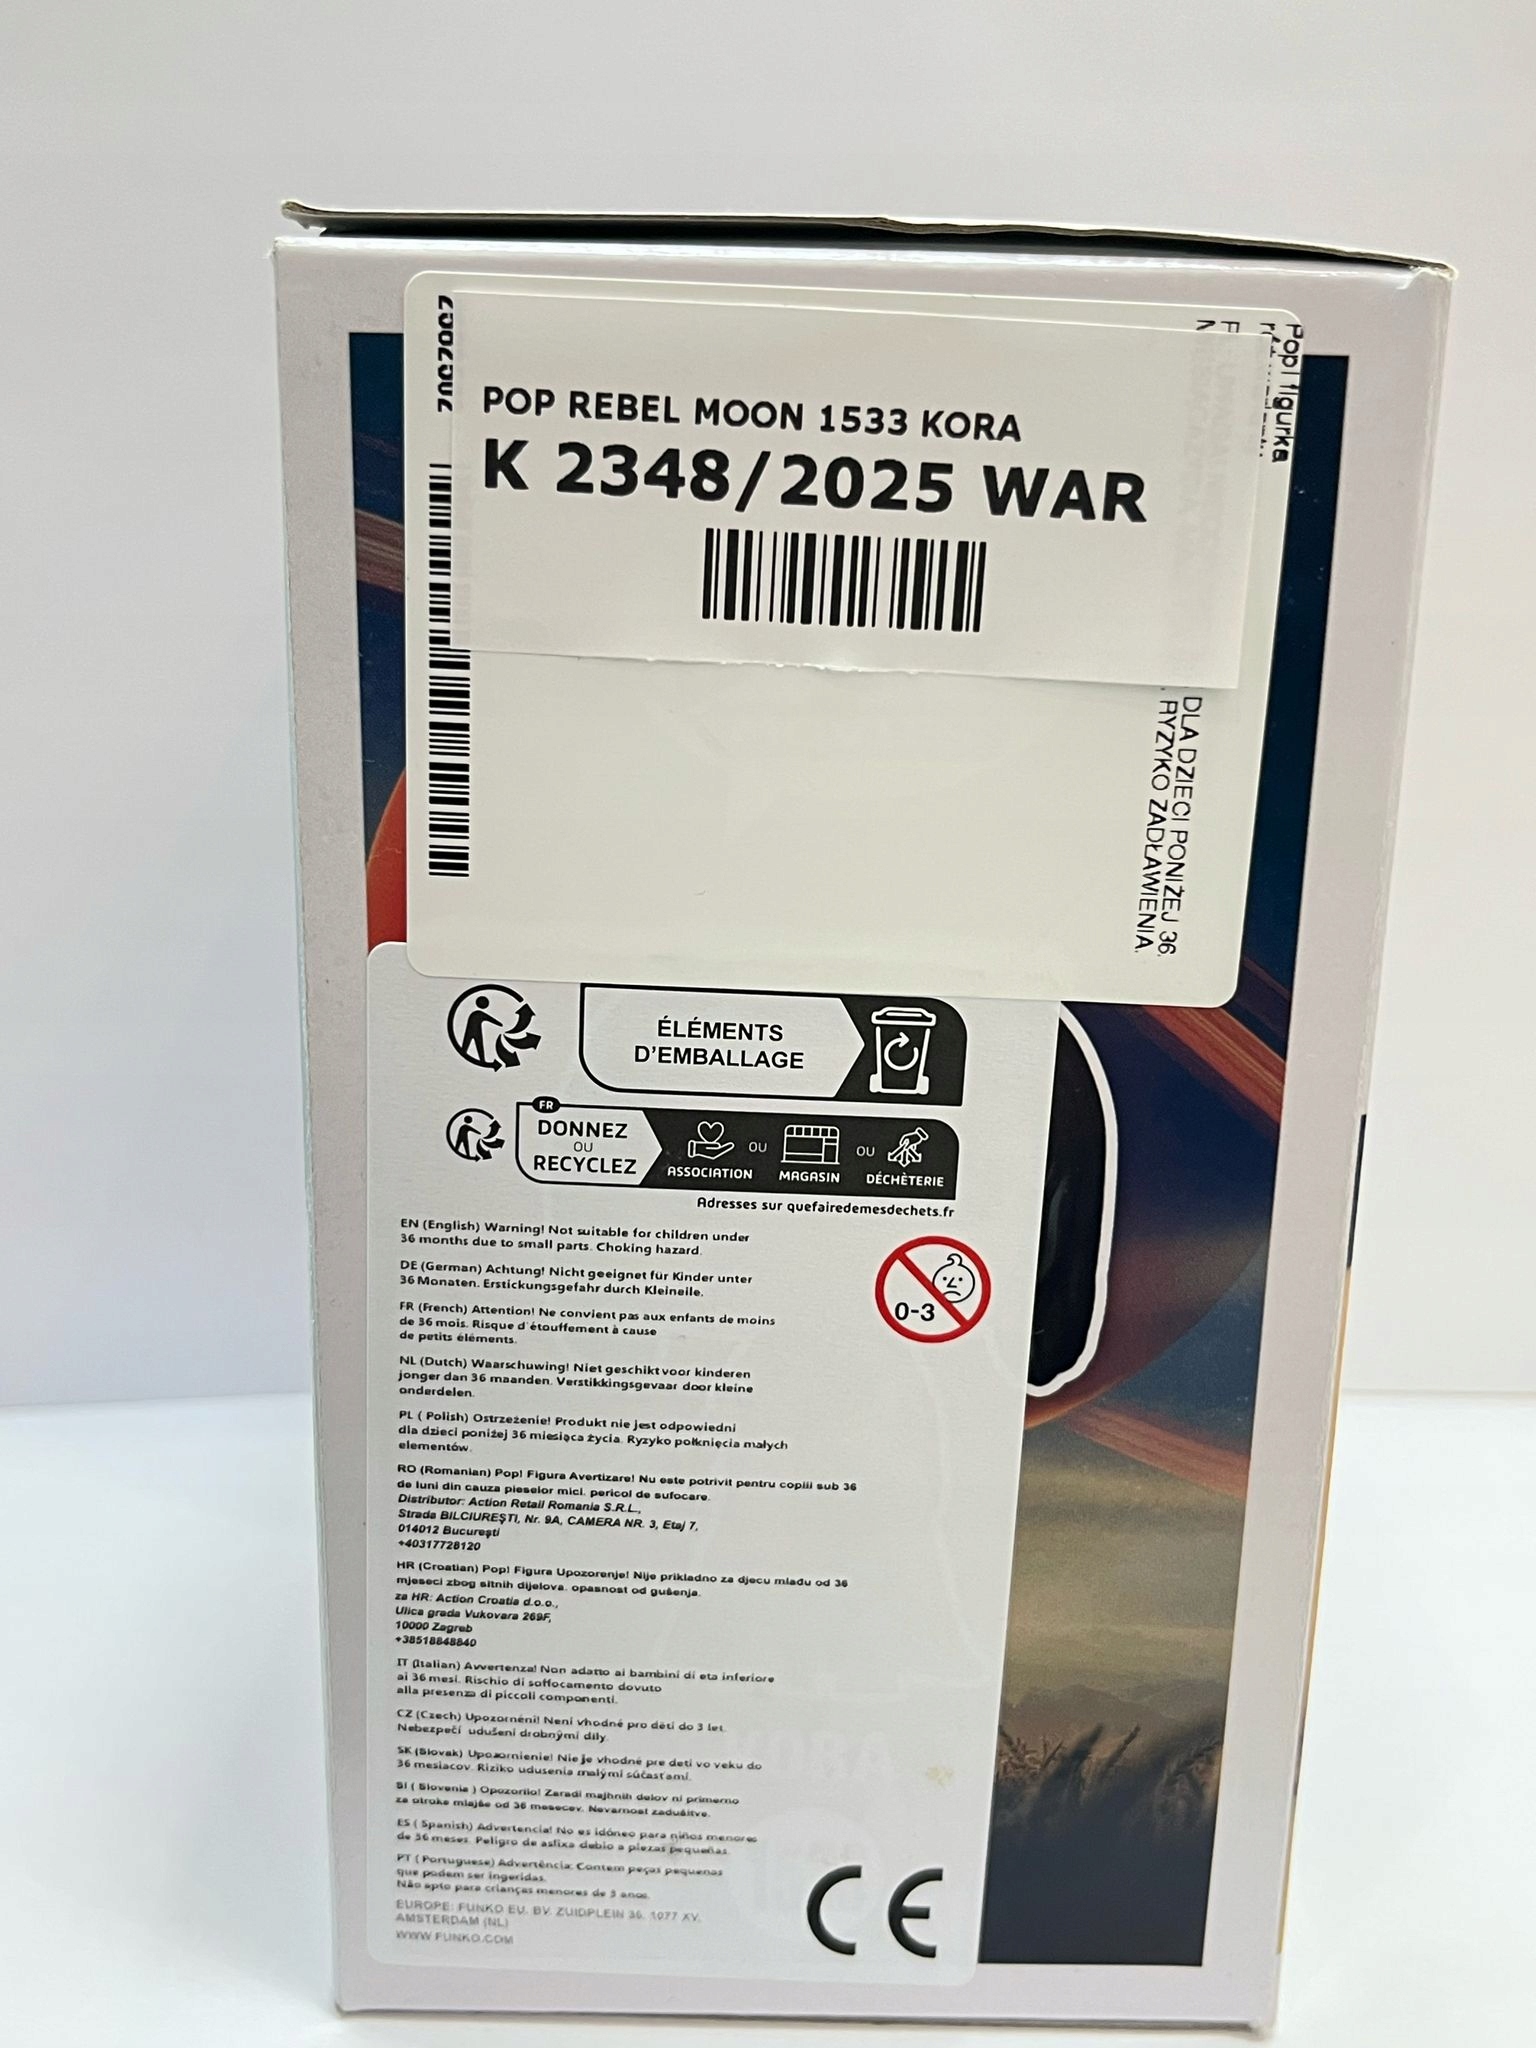 POP REBEL MOON 1533 KORA
K 2348/2025 WAR
Pop! figurka
DLA DZIECI PONIŻEJ 36
RYZYKO ZADŁAWIENIA.
ÉLÉMENTS
D'EMBALLAGE
FR
DONNEZ
OU
RECYCLEZ
ASSOCIATION
OU
MAGASIN
OU
DÉCHÈTERIE
Adresses sur quefairedemesdechets.fr
EN (English) Warning! Not suitable for children under
36 months due to small parts. Choking hazard.
0-3
DE (German) Achtung! Nicht geeignet für Kinder unter
36 Monaten. Erstickungsgefahr durch Kleineile.
FR (French) Attention! Ne convient pas aux enfants de moins
de 36 mois. Risque d'étouffement à cause
de petits éléments.
NL (Dutch) Waarschuwing! Niet geschikt voor kinderen
jonger dan 36 maanden. Verstikkingsgevaar door kleine
onderdelen.
PL ( Polish) Ostrzeżenie! Produkt nie jest odpowiedni
dla dzieci poniżej 36 miesiąca życia. Ryzyko połknięcia małych
elementów.
RO (Romanian) Pop! Figura Avertizare! Nu este potrivit pentru copiii sub 36
de luni din cauza pieselor mici. pericol de sufocare.
Distributor: Action Retail Romania S.R.L.,
Strada BILCIUREȘTI, Nr. 9A, CAMERA NR. 3, Etaj 7,
014012 București
+40317728120
HR (Croatian) Pop! Figura Upozorenje! Nije prikladno za djecu mlađu od 36
mjeseci zbog sitnih dijelova. opasnost od gušenja.
za HR: Action Croatia d.o.o.,
Ulica grada Vukovara 269F,
10000 Zagreb
+38518848840
IT (Italian) Avvertenza! Non adatto ai bambini di eta inferiore
ai 36 mesi. Rischio di soffocamento dovuto
alla presenza di piccoli componenti.
CZ (Czech) Upozornění! Není vhodné pro děti do 3 let.
Nebezpečí udušení drobnými díly.
SK (Slovak) Upozornienie! Nie je vhodné pre deti vo veku do
36 mesiacov. Riziko udusenia malými súčasťami.
SI ( Slovenia ) Opozorilo! Zaradi majhnih delov ni primerno
za otroke mlajše od 36 mesecev. Nevarnost zadušitve.
ES ( Spanish) Advertencia! No es idóneo para niños menores
de 36 meses. Peligro de asfixa debio a piezas pequeñas.
PT ( Portuguese) Advertência: Contem peças pequenas
que podem ser ingeridas.
Não apto para crianças menores de 3 anos.
EUROPE: FUNKO EU. BV. ZUIDPLEIN 36. 1077 XV.
AMSTERDAM (NL)
WWW FUNKO.COM
CE